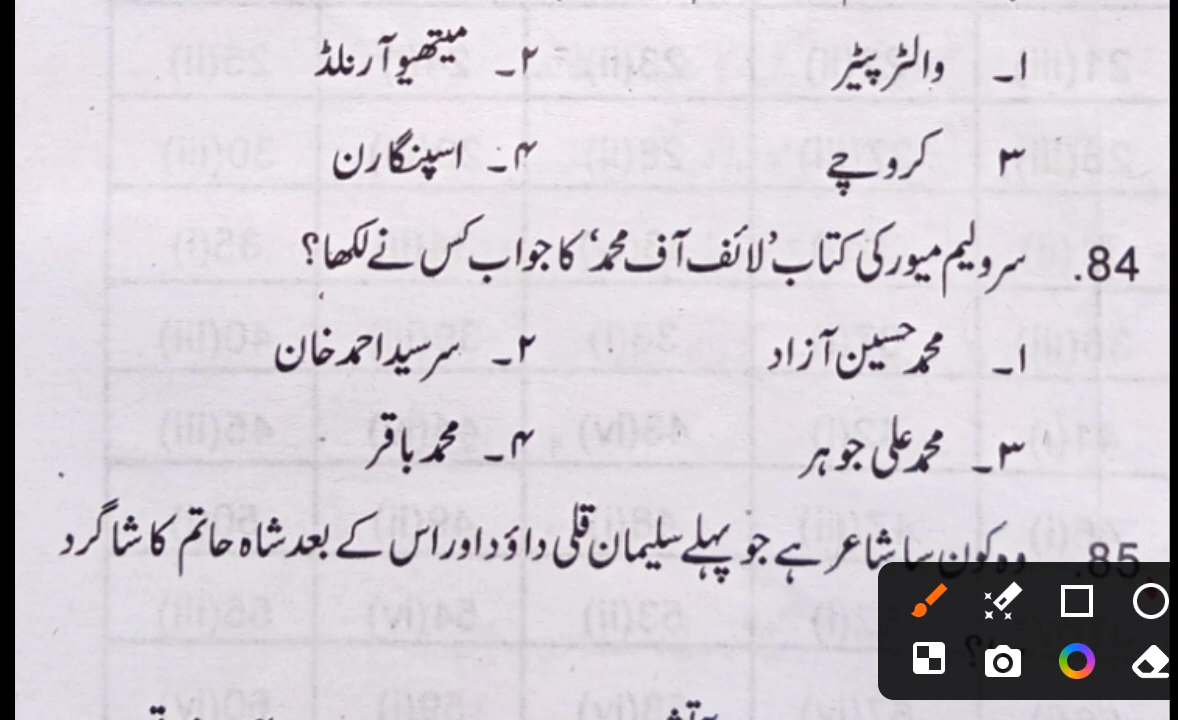 ۱۔ والٹر پیٹر ۲۔ میتھیو آرنلڈ
۳ کروچے ۴۔ اسپنگارن
84. سر ولیم میور کی کتاب ’لائف آف محمد‘ کا جواب کس نے لکھا؟
۱۔ محمد حسین آزاد ۲۔ سر سید احمد خان
۳۔ محمد علی جوہر ۴۔ محمد باقر
85. وہ کون سا شاعر ہے جو پہلے سلیمان قلی داؤد اور اس کے بعد شاہ حاتم کا شاگرد